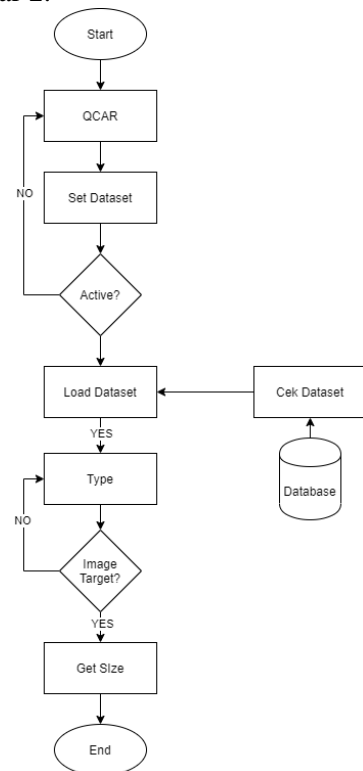 Start
QCAR
NO
Set Dataset
Active?
Load Dataset
Cek Dataset
YES
Database
Type
NO
Image
Target?
YES
Get SIze
End